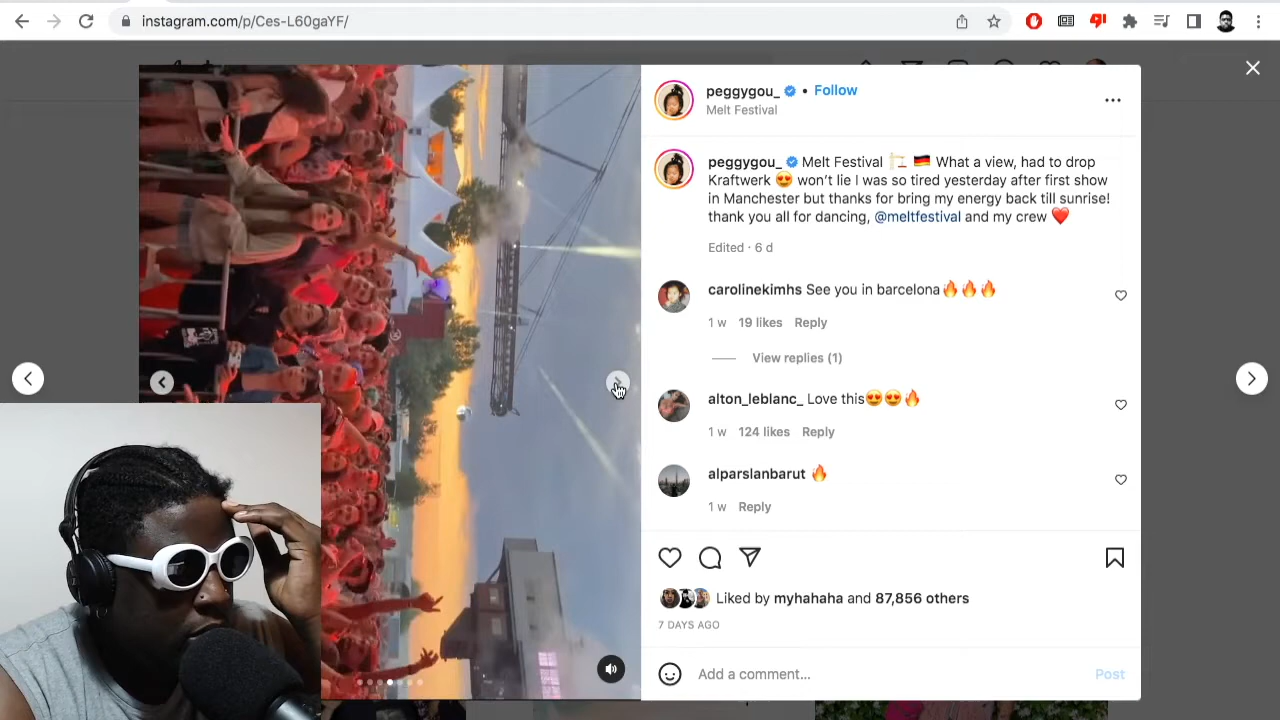 instagram.com/p/Ces-L60gaYF/
peggygou_ • Follow
Melt Festival
peggygou_ Melt Festival 🏗️ 🇩🇪 What a view, had to drop
Kraftwerk 😍 won't lie I was so tired yesterday after first show
in Manchester but thanks for bring my energy back till sunrise!
thank you all for dancing, @meltfestival and my crew ❤️
Edited · 6 d
carolinekimhs See you in barcelona🔥🔥🔥
1 w 19 likes Reply
View replies (1)
alton_leblanc_ Love this😍😍🔥
1 w 124 likes Reply
alparslanbarut 🔥
1 w Reply
Liked by myhahaha and 87,856 others
7 DAYS AGO
Add a comment... Post